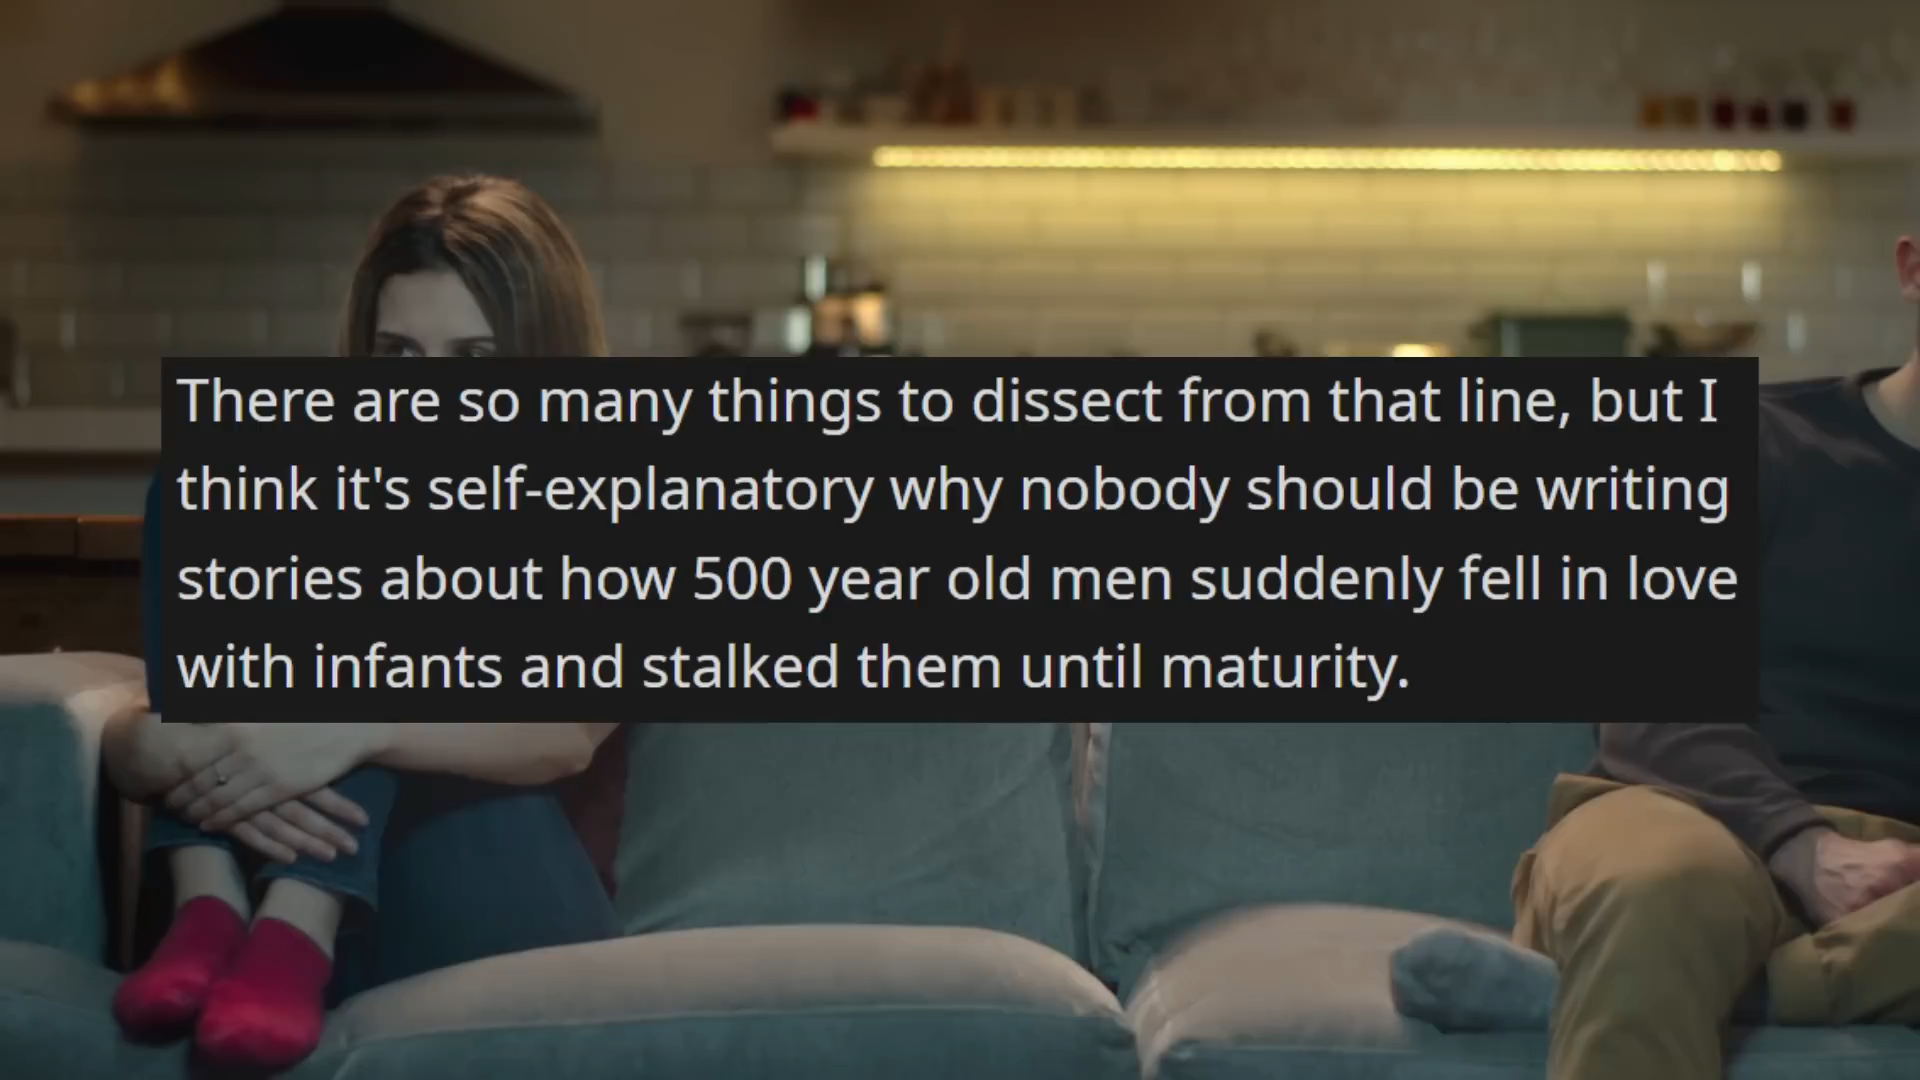 There are so many things to dissect from that line, but I
think it's self-explanatory why nobody should be writing
stories about how 500 year old men suddenly fell in love
with infants and stalked them until maturity.